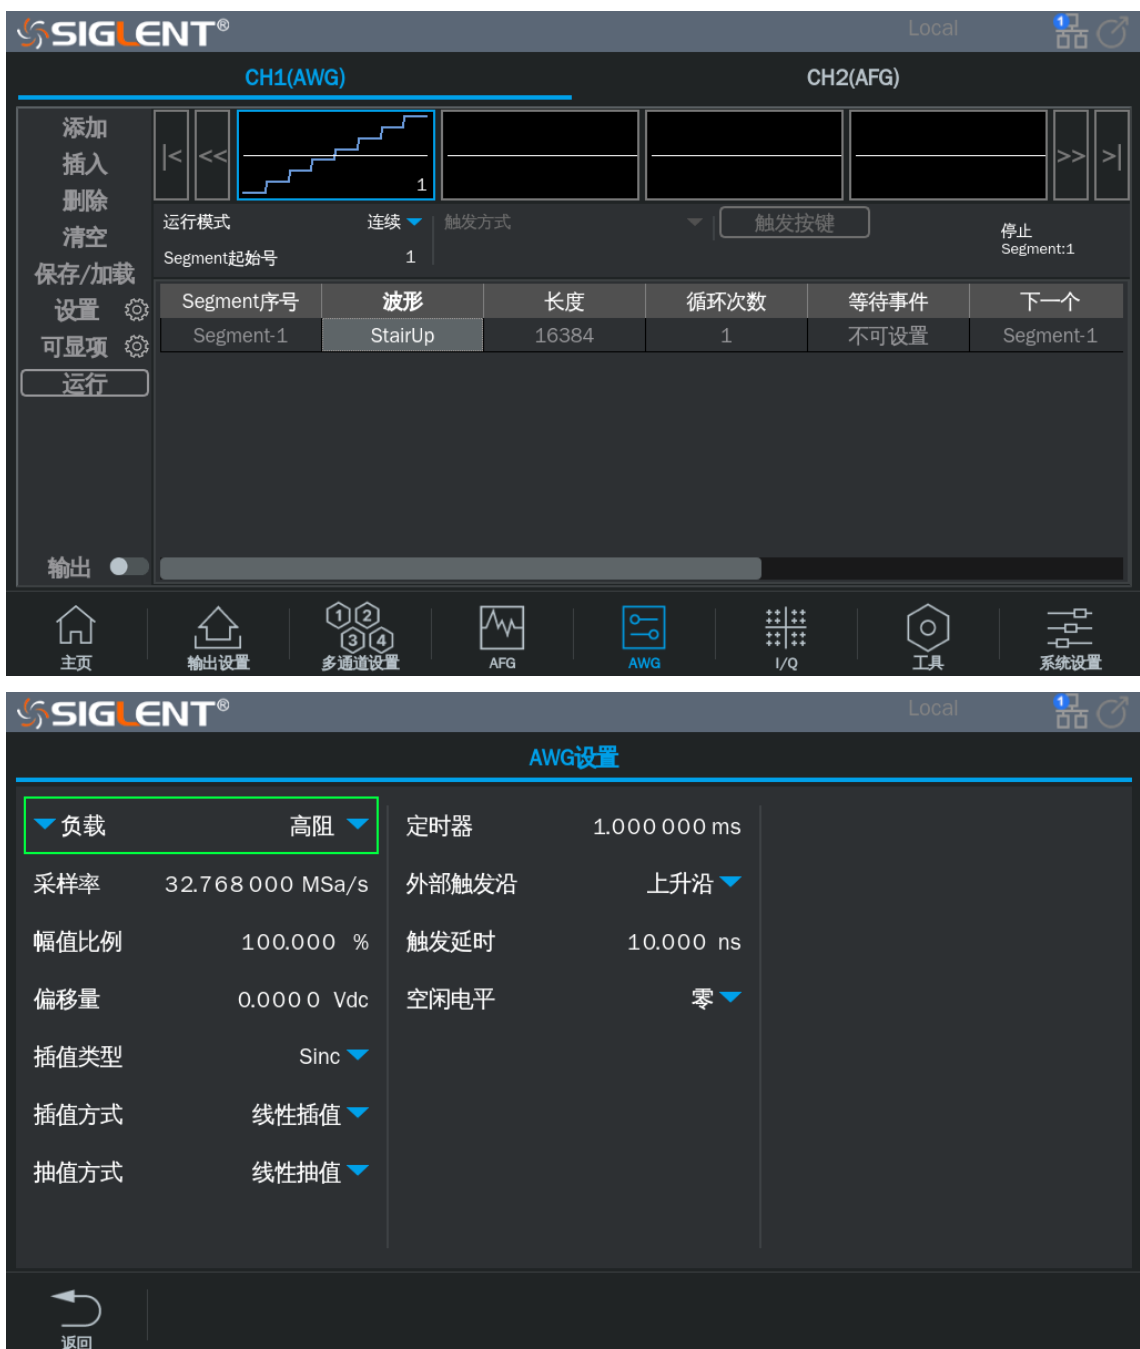 SIGLENT®
Local
1
CH1(AWG)
CH2(AFG)
添加
插入
删除
清空
保存/加载
设置
可显项
运行
输出
|<
<<
1
>>
>|
运行模式
连续
触发方式
触发按键
停止
Segment起始号
1
Segment:1
Segment序号 波形 长度 循环次数 等待事件 下一个
Segment-1 StairUp 16384 1 不可设置 Segment-1
主页
输出设置
1 2 3 4
多通道设置
AFG
AWG
I/Q
工具
系统设置
SIGLENT®
Local
1
AWG设置
负载 高阻
采样率 32.768 000 MSa/s
幅值比例 100.000 %
偏移量 0.000 0 Vdc
插值类型 Sinc
插值方式 线性插值
抽值方式 线性抽值
定时器 1.000 000 ms
外部触发沿 上升沿
触发延时 10.000 ns
空闲电平 零
返回